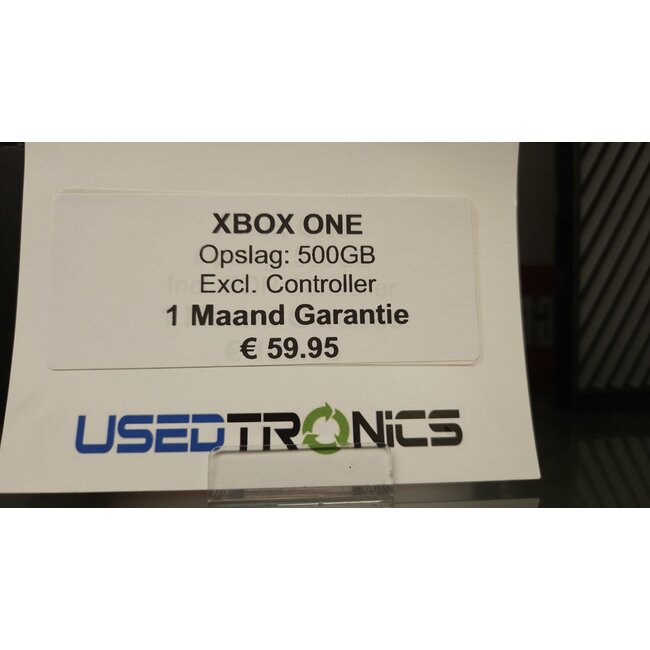 XBOX ONE
Opslag: 500GB
Excl. Controller
1 Maand Garantie
€ 59.95
USEDTRONiCS